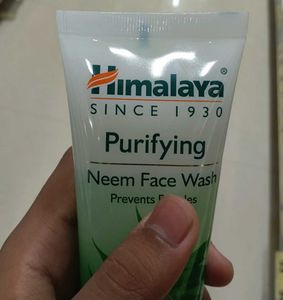 Himalaya®
SINCE 1930
Purifying
Neem Face Wash
Prevents